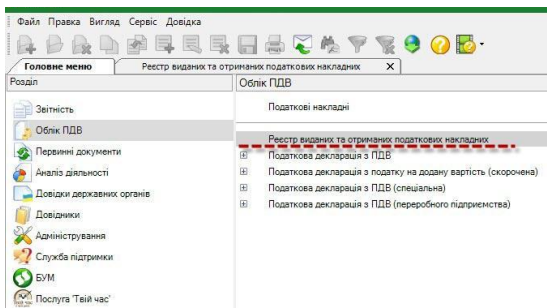 Файл Правка Вигляд Сервіс Довідка
Головне меню Реєстр виданих та отриманих податкових накладних X
Розділ Облік ПДВ
Звітність
Облік ПДВ
Первинні документи
Аналіз діяльності
Довідки державних органів
Довідники
Адміністрування
Служба підтримки
БУМ
Послуга 'Твій час'
Податкові накладні
Реєстр виданих та отриманих податкових накладних
Податкова декларація з ПДВ
Податкова декларація з податку на додану вартість (скорочена)
Податкова декларація з ПДВ (спеціальна)
Податкова декларація з ПДВ (переробного підприємства)